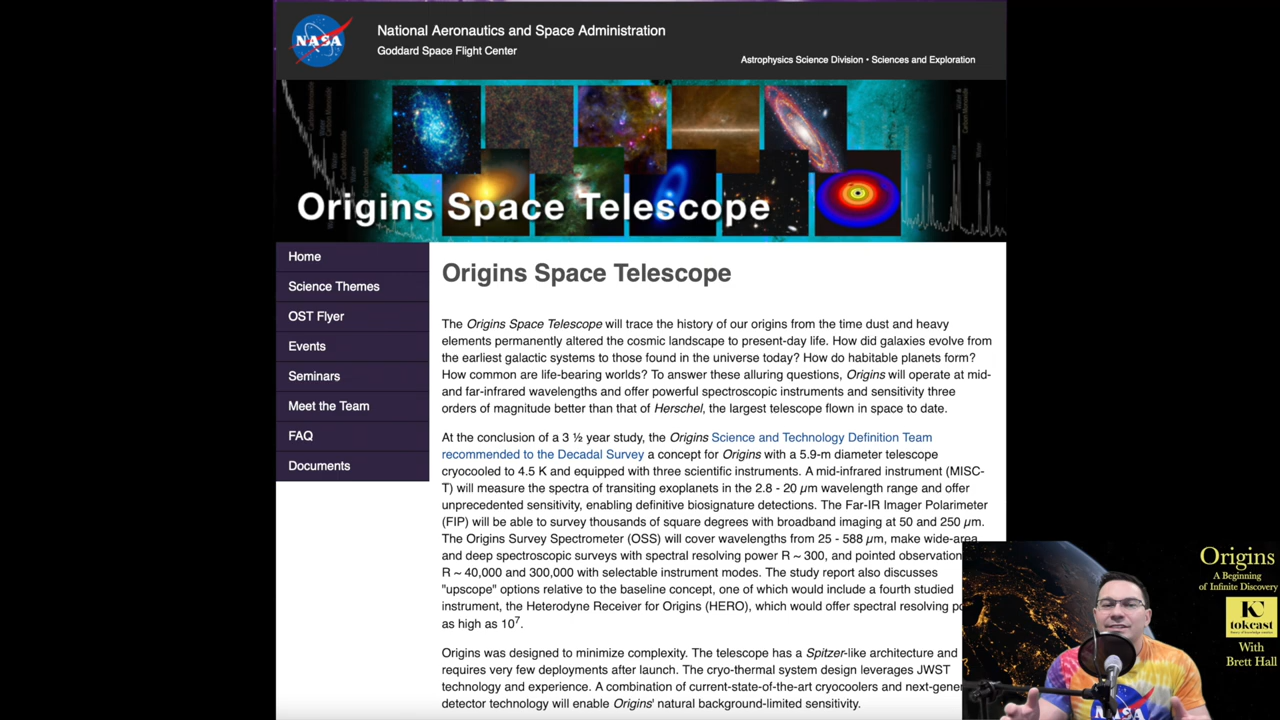 NASA
National Aeronautics and Space Administration
Goddard Space Flight Center
Astrophysics Science Division • Sciences and Exploration
Origins Space Telescope
Home
Science Themes
OST Flyer
Events
Seminars
Meet the Team
FAQ
Documents
Origins Space Telescope
The Origins Space Telescope will trace the history of our origins from the time dust and heavy
elements permanently altered the cosmic landscape to present-day life. How did galaxies evolve from
the earliest galactic systems to those found in the universe today? How do habitable planets form?
How common are life-bearing worlds? To answer these alluring questions, Origins will operate at mid-
and far-infrared wavelengths and offer powerful spectroscopic instruments and sensitivity three
orders of magnitude better than that of Herschel, the largest telescope flown in space to date.
At the conclusion of a 3 ½ year study, the Origins Science and Technology Definition Team
recommended to the Decadal Survey a concept for Origins with a 5.9-m diameter telescope
cryocooled to 4.5 K and equipped with three scientific instruments. A mid-infrared instrument (MISC-
T) will measure the spectra of transiting exoplanets in the 2.8 - 20 µm wavelength range and offer
unprecedented sensitivity, enabling definitive biosignature detections. The Far-IR Imager Polarimeter
(FIP) will be able to survey thousands of square degrees with broadband imaging at 50 and 250 µm.
The Origins Survey Spectrometer (OSS) will cover wavelengths from 25 - 588 µm, make wide-area
and deep spectroscopic surveys with spectral resolving power R ~ 300, and pointed observation
R ~ 40,000 and 300,000 with selectable instrument modes. The study report also discusses
"upscope" options relative to the baseline concept, one of which would include a fourth studied
instrument, the Heterodyne Receiver for Origins (HERO), which would offer spectral resolving po
as high as 10⁷.
Origins was designed to minimize complexity. The telescope has a Spitzer-like architecture and
requires very few deployments after launch. The cryo-thermal system design leverages JWST
technology and experience. A combination of current-state-of-the-art cryocoolers and next-gene
detector technology will enable Origins' natural background-limited sensitivity.
Origins
A Beginning
of Infinite Discovery
tokcast
With
Brett Hall
NASA